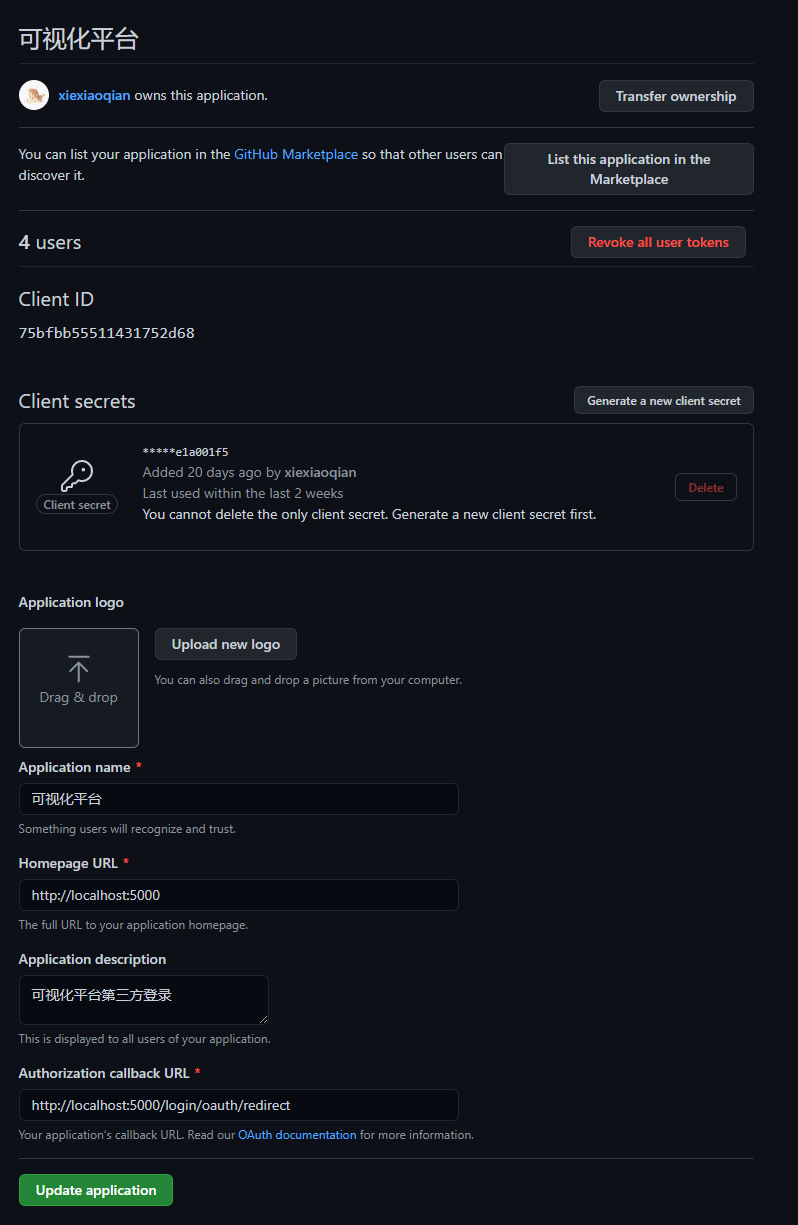 可视化平台
xiexiaoqian owns this application.
Transfer ownership
You can list your application in the GitHub Marketplace so that other users can
discover it.
List this application in the
Marketplace
4 users
Revoke all user tokens
Client ID
75bfbb55511431752d68
Client secrets
Generate a new client secret
*****e1a001f5
Added 20 days ago by xiexiaoqian
Last used within the last 2 weeks
You cannot delete the only client secret. Generate a new client secret first.
Client secret
Delete
Application logo
Drag & drop
Upload new logo
You can also drag and drop a picture from your computer.
Application name *
可视化平台
Something users will recognize and trust.
Homepage URL *
http://localhost:5000
The full URL to your application homepage.
Application description
可视化平台第三方登录
This is displayed to all users of your application.
Authorization callback URL *
http://localhost:5000/login/oauth/redirect
Your application's callback URL. Read our OAuth documentation for more information.
Update application